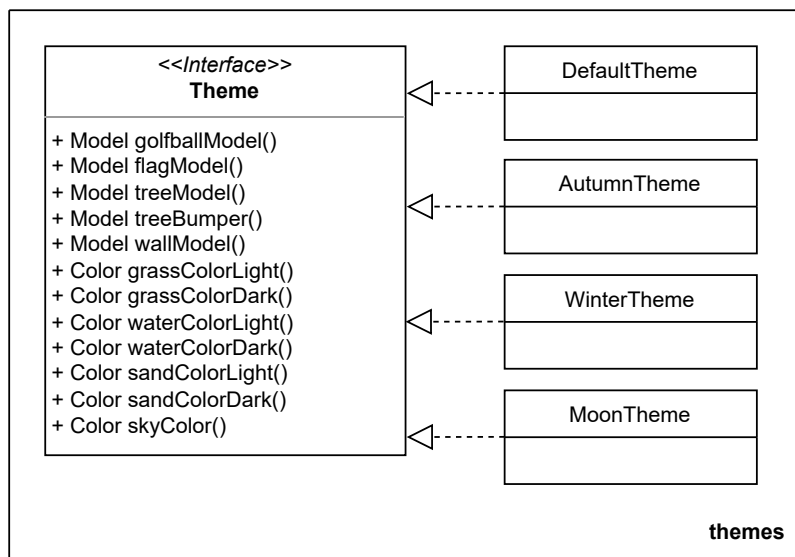 <<Interface>>
Theme
+ Model golfballModel()
+ Model flagModel()
+ Model treeModel()
+ Model treeBumper()
+ Model wallModel()
+ Color grassColorLight()
+ Color grassColorDark()
+ Color waterColorLight()
+ Color waterColorDark()
+ Color sandColorLight()
+ Color sandColorDark()
+ Color skyColor()
DefaultTheme
AutumnTheme
WinterTheme
MoonTheme
themes